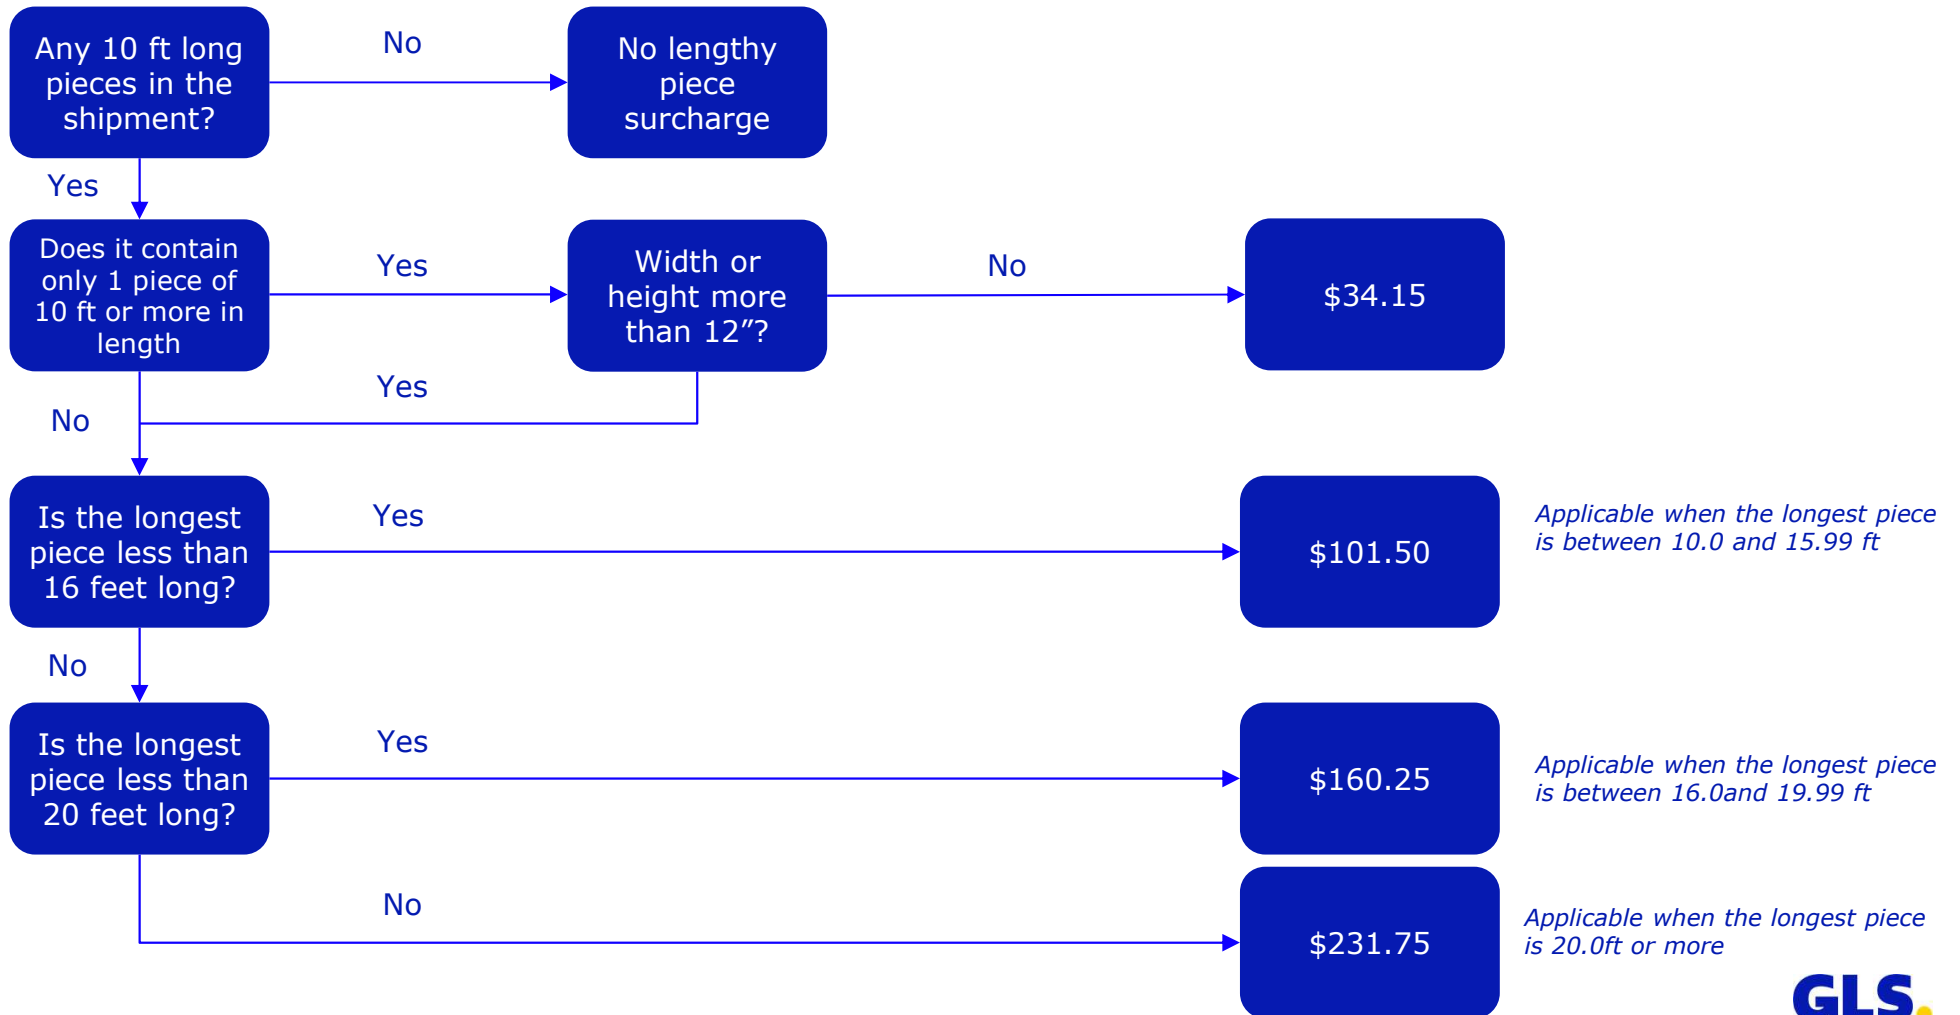 Any 10 ft long
pieces in the
shipment?
No
No lengthy
piece
surcharge
Yes
Does it contain
only 1 piece of
10 ft or more in
length
Yes
Width or
height more
than 12″?
No
$34.15
Yes
No
Is the longest
piece less than
16 feet long?
Yes
$101.50
Applicable when the longest piece
is between 10.0 and 15.99 ft
No
Is the longest
piece less than
20 feet long?
Yes
$160.25
Applicable when the longest piece
is between 16.0and 19.99 ft
No
$231.75
Applicable when the longest piece
is 20.0ft or more
GLS.